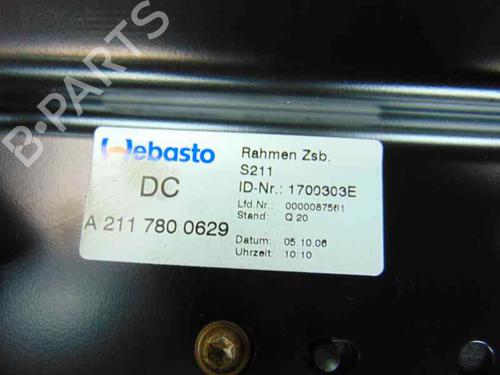 Webasto
DC
A 211 780 0629
Rahmen Zsb.
S211
ID-Nr.: 1700303E
Lfd.Nr.: 0000087561
Stand: Q 20
Datum: 05.10.06
Uhrzeit: 10:10
B-PARTS